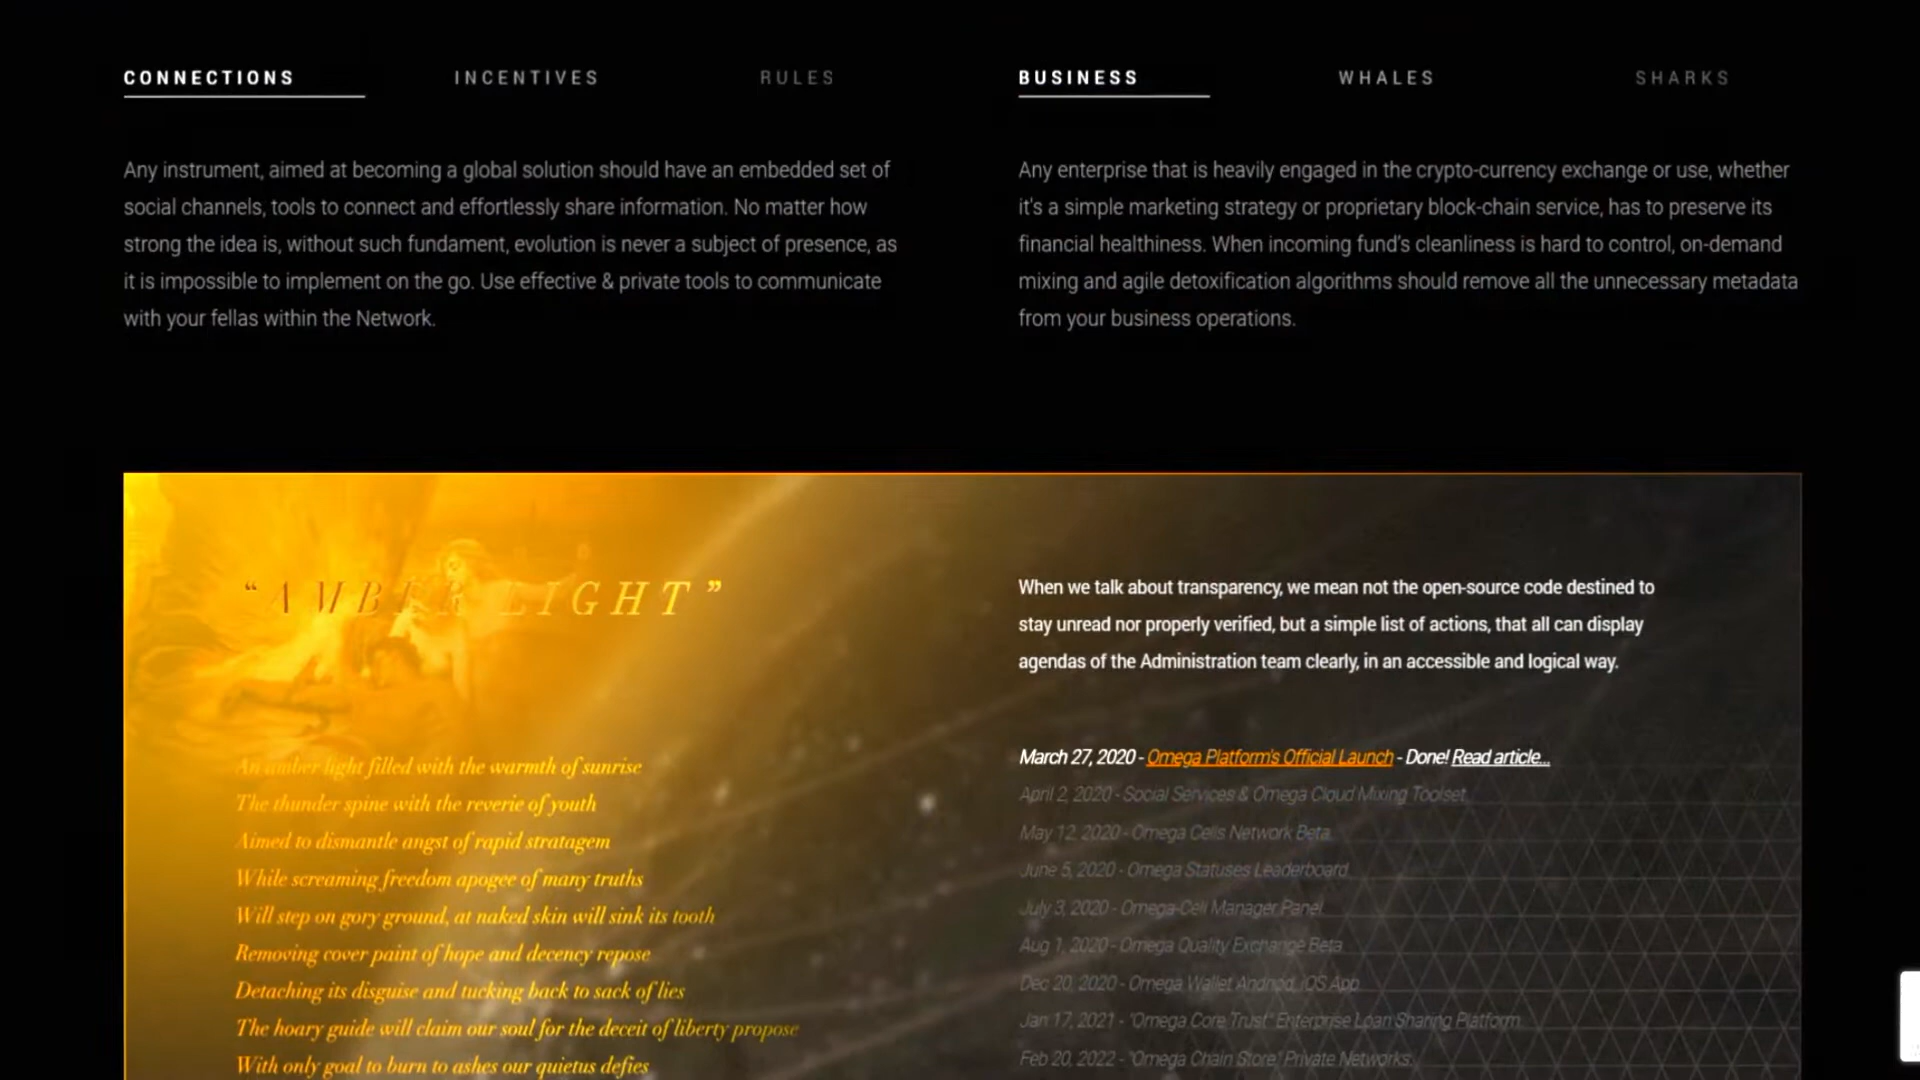 CONNECTIONS INCENTIVES RULES
Any instrument, aimed at becoming a global solution should have an embedded set of
social channels, tools to connect and effortlessly share information. No matter how
strong the idea is, without such fundament, evolution is never a subject of presence, as
it is impossible to implement on the go. Use effective & private tools to communicate
with your fellas within the Network.
BUSINESS WHALES SHARKS
Any enterprise that is heavily engaged in the crypto-currency exchange or use, whether
it's a simple marketing strategy or proprietary block-chain service, has to preserve its
financial healthiness. When incoming fund's cleanliness is hard to control, on-demand
mixing and agile detoxification algorithms should remove all the unnecessary metadata
from your business operations.
“AMBER LIGHT”
An amber light filled with the warmth of sunrise
The thunder spine with the reverie of youth
Aimed to dismantle angst of rapid stratagem
While screaming freedom apogee of many truths
Will step on gory ground, at naked skin will sink its tooth
Removing cover paint of hope and decency repose
Detaching its disguise and tucking back to sack of lies
The hoary guide will claim our soul for the deceit of liberty propose
With only goal to burn to ashes our quietus defies
When we talk about transparency, we mean not the open-source code destined to
stay unread nor properly verified, but a simple list of actions, that all can display
agendas of the Administration team clearly, in an accessible and logical way.
March 27, 2020 - Omega Platform's Official Launch - Done! Read article...
April 2, 2020 - Social Services & Omega Cloud Mixing Toolset
May 12, 2020 - Omega Cells Network Beta
June 5, 2020 - Omega Statuses Leaderboard
July 3, 2020 - Omega-Cell Manager Panel
Aug 1, 2020 - Omega Quality Exchange Beta
Dec 20, 2020 - Omega Wallet Android, iOS App
Jan 17, 2021 - "Omega Core Trust" Enterprise Loan Sharing Platform
Feb 20, 2022 - "Omega Chain Store" Private Networks